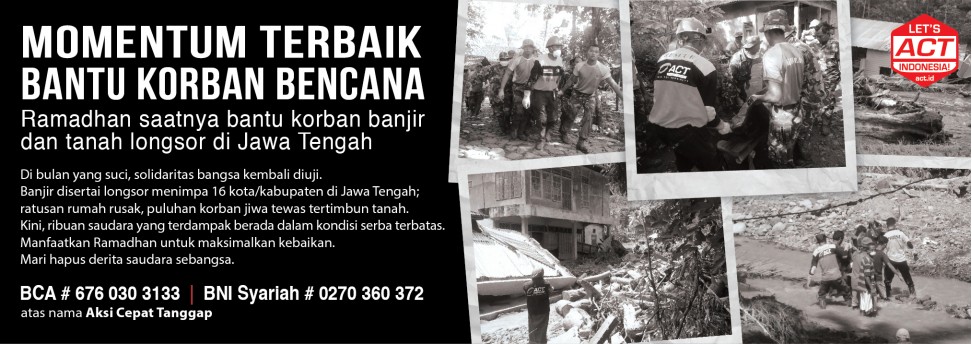 MOMENTUM TERBAIK
BANTU KORBAN BENCANA
Ramadhan saatnya bantu korban banjir
dan tanah longsor di Jawa Tengah
Di bulan yang suci, solidaritas bangsa kembali diuji.
Banjir disertai longsor menimpa 16 kota/kabupaten di Jawa Tengah;
ratusan rumah rusak, puluhan korban jiwa tewas tertimbun tanah.
Kini, ribuan saudara yang terdampak berada dalam kondisi serba terbatas.
Manfaatkan Ramadhan untuk maksimalkan kebaikan.
Mari hapus derita saudara sebangsa.
BCA # 676 030 3133 | BNI Syariah # 0270 360 372
atas nama Aksi Cepat Tanggap
LET'S
ACT
INDONESIA!
act.id
ACT
ACT